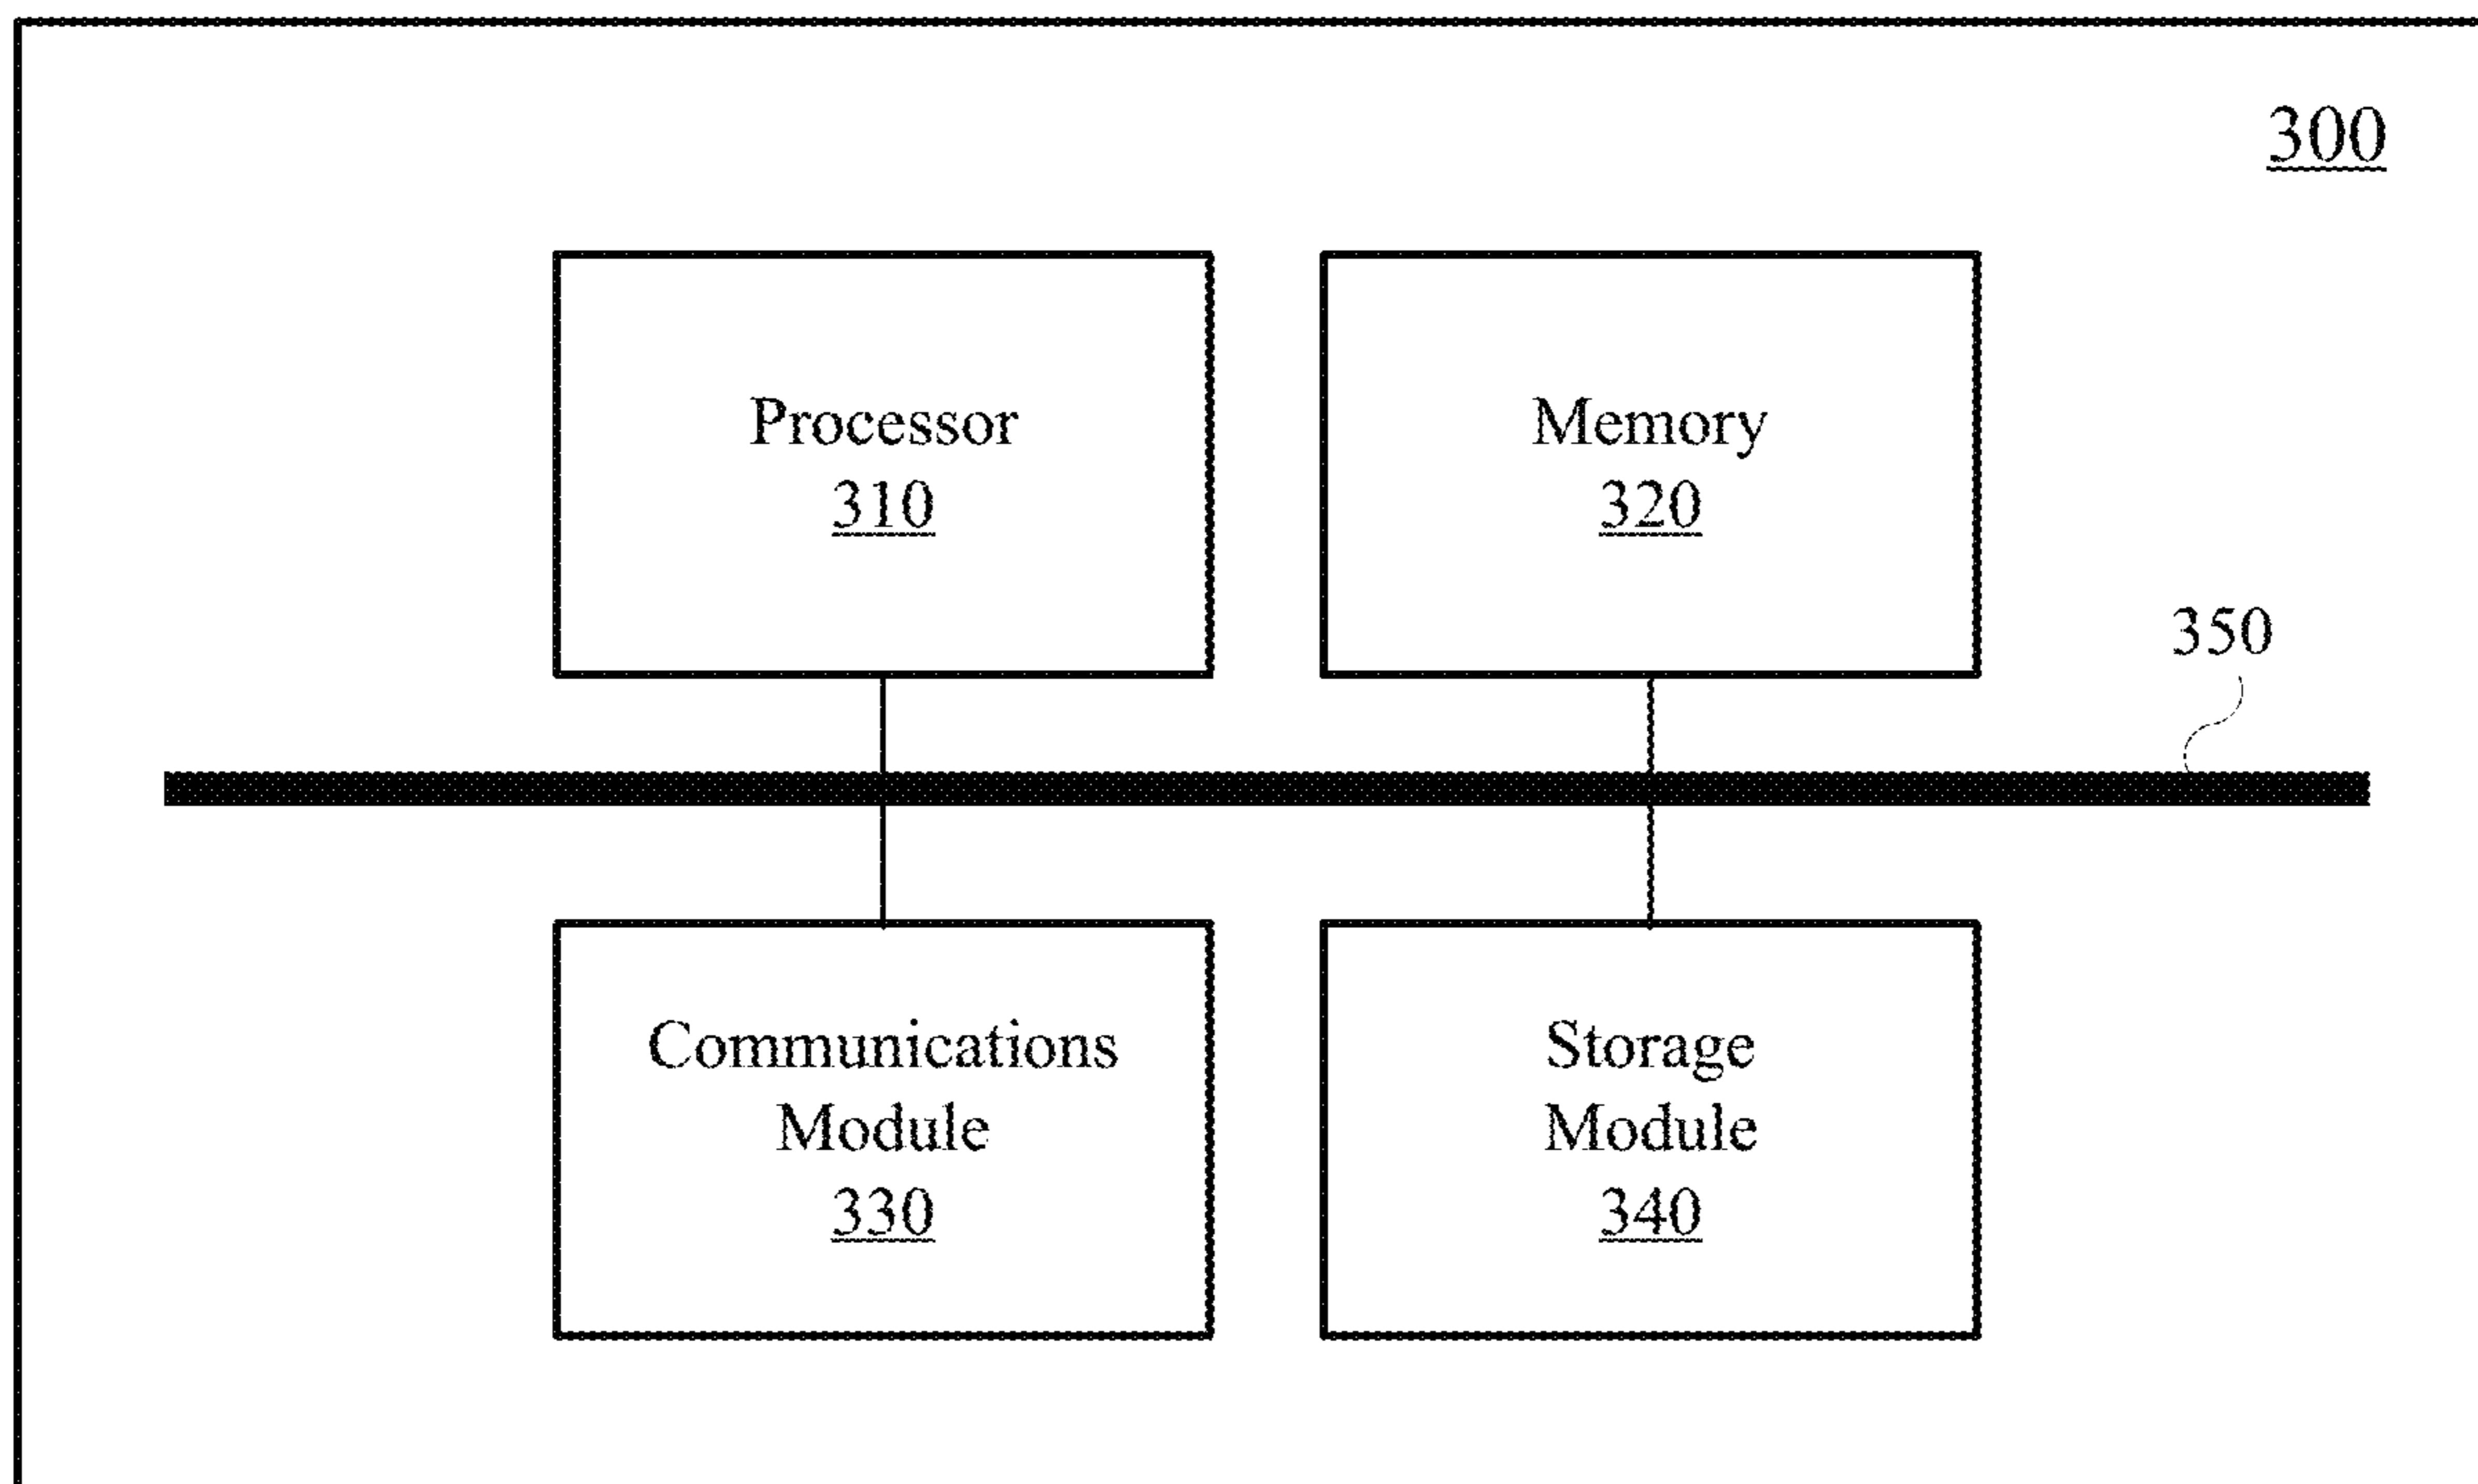 300
Processor
310
Memory
320
350
Communications
Module
330
Storage
Module
340